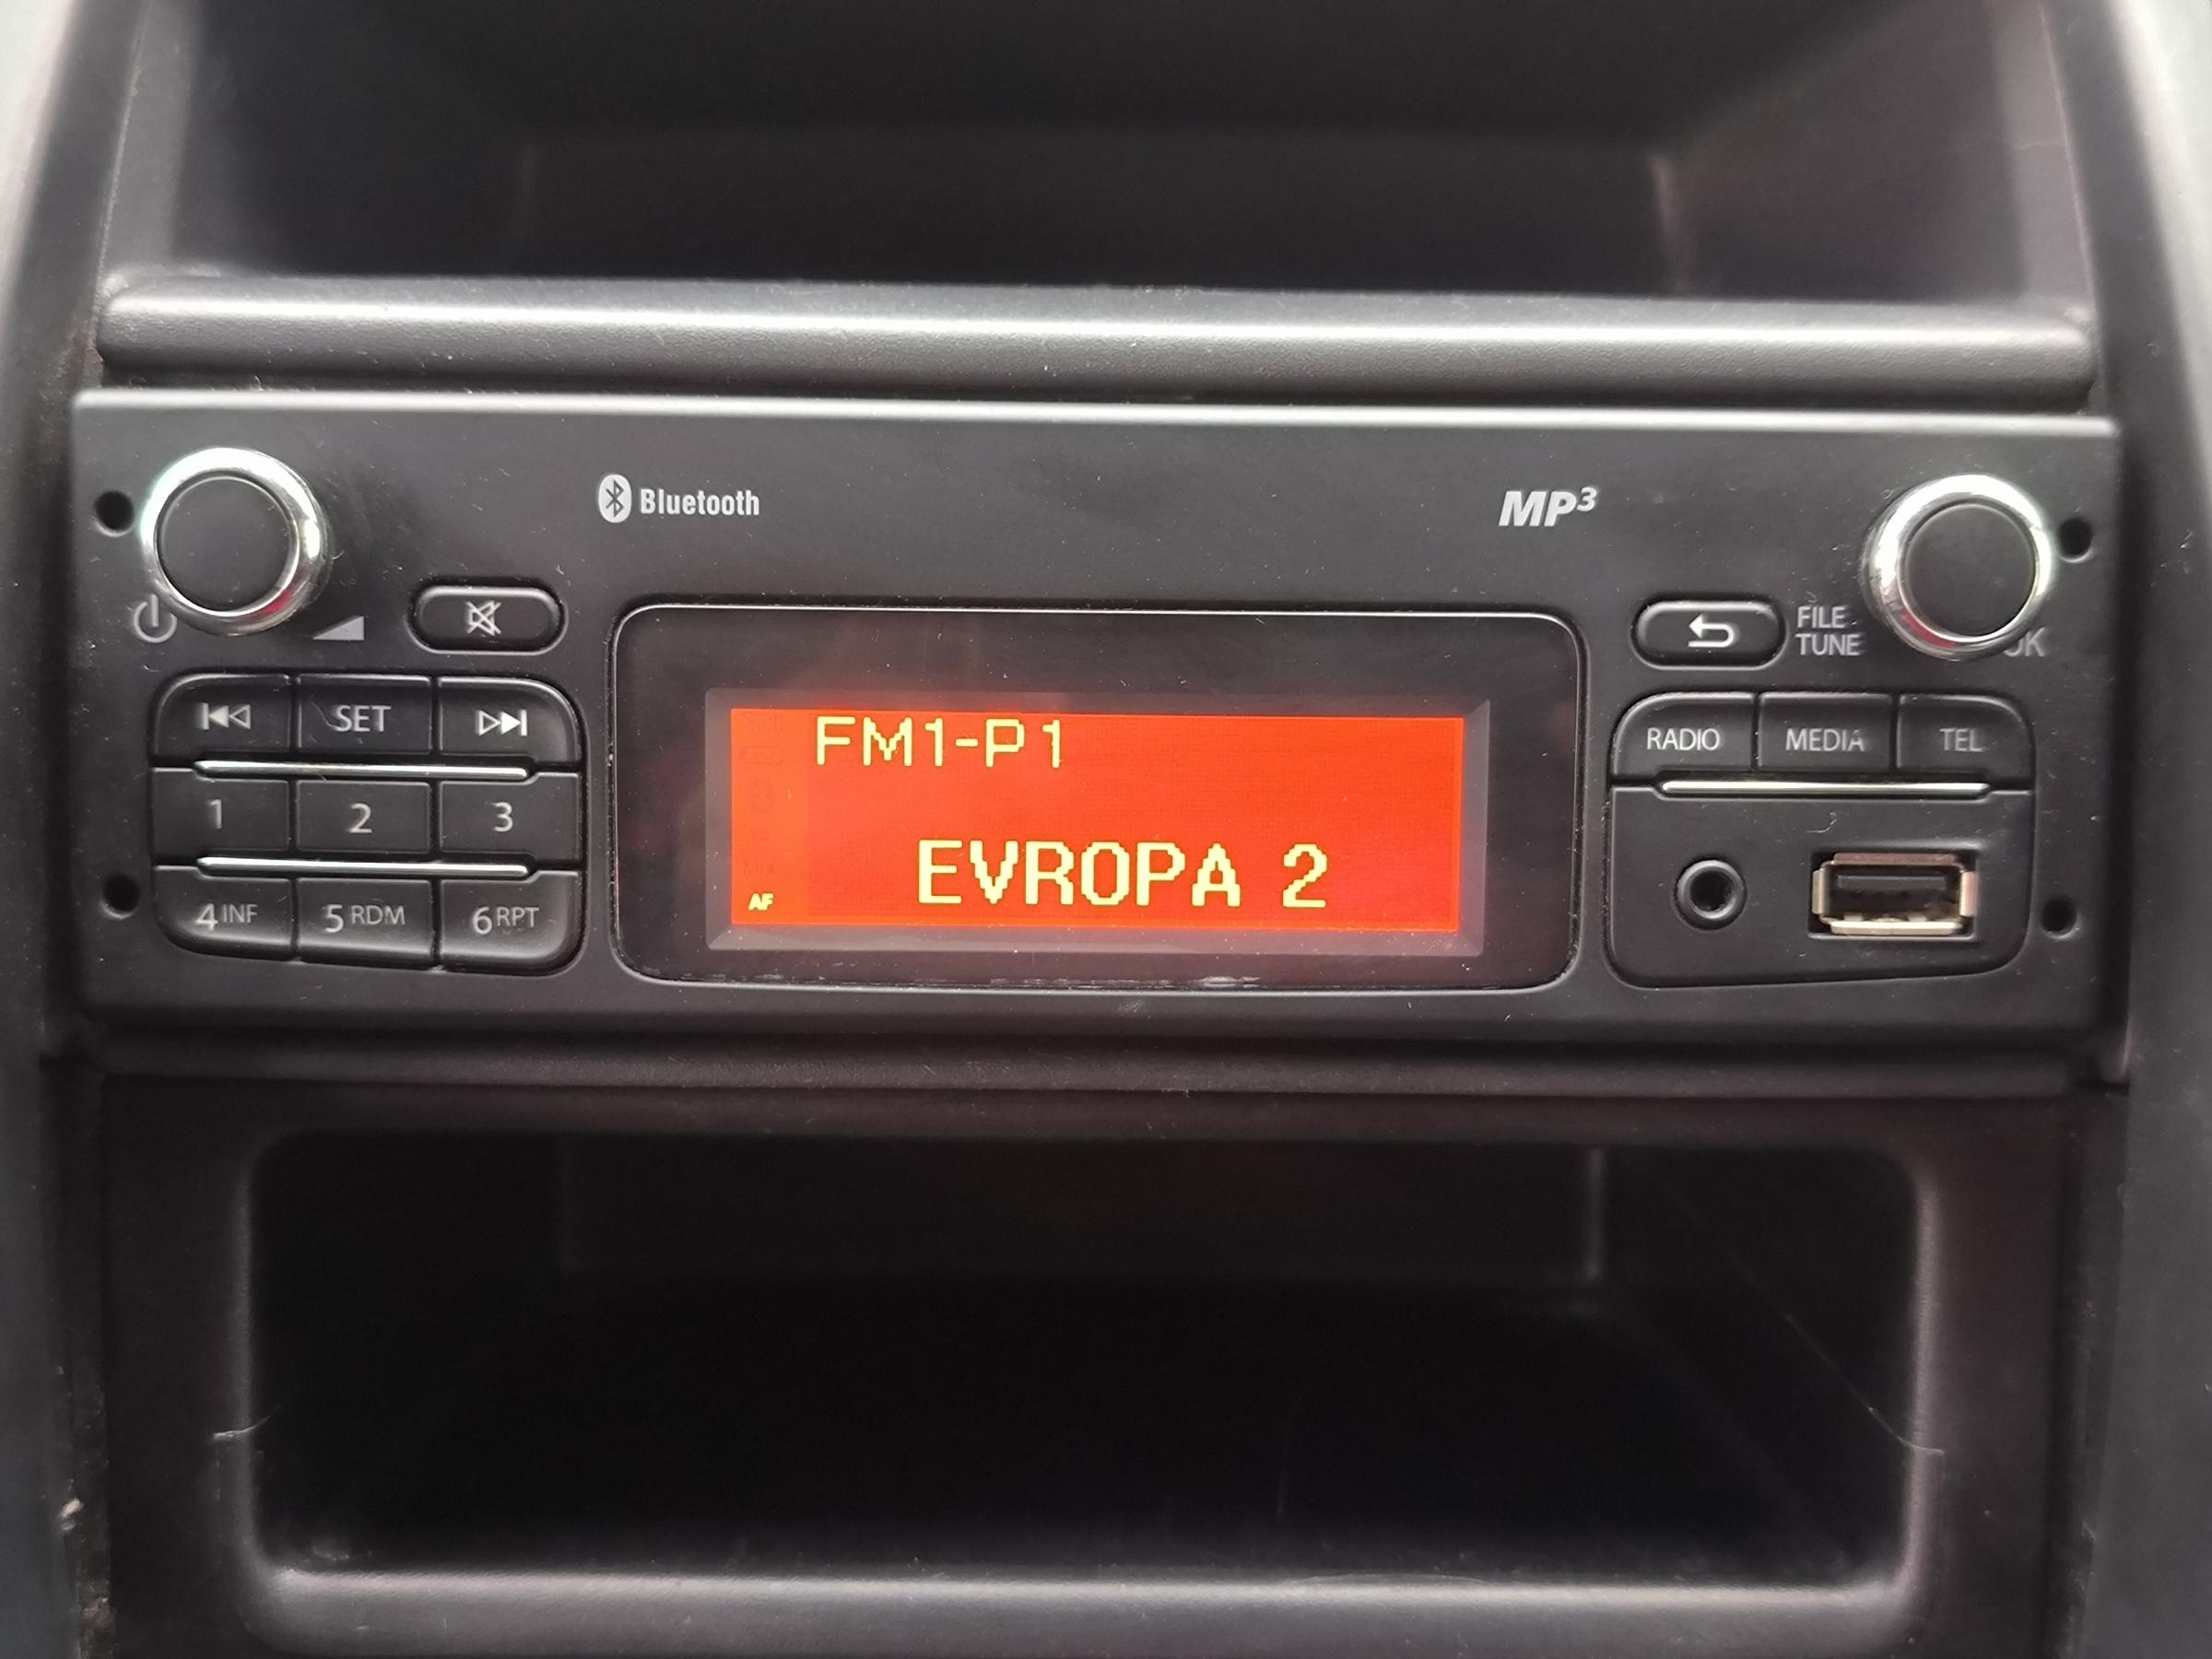 Bluetooth
MP3
FILE
TUNE
OK
SET
RADIO
MEDIA
TEL
FM1-P1
1
2
3
EVROPA 2
AF
4 INF
5 RDM
6 RPT